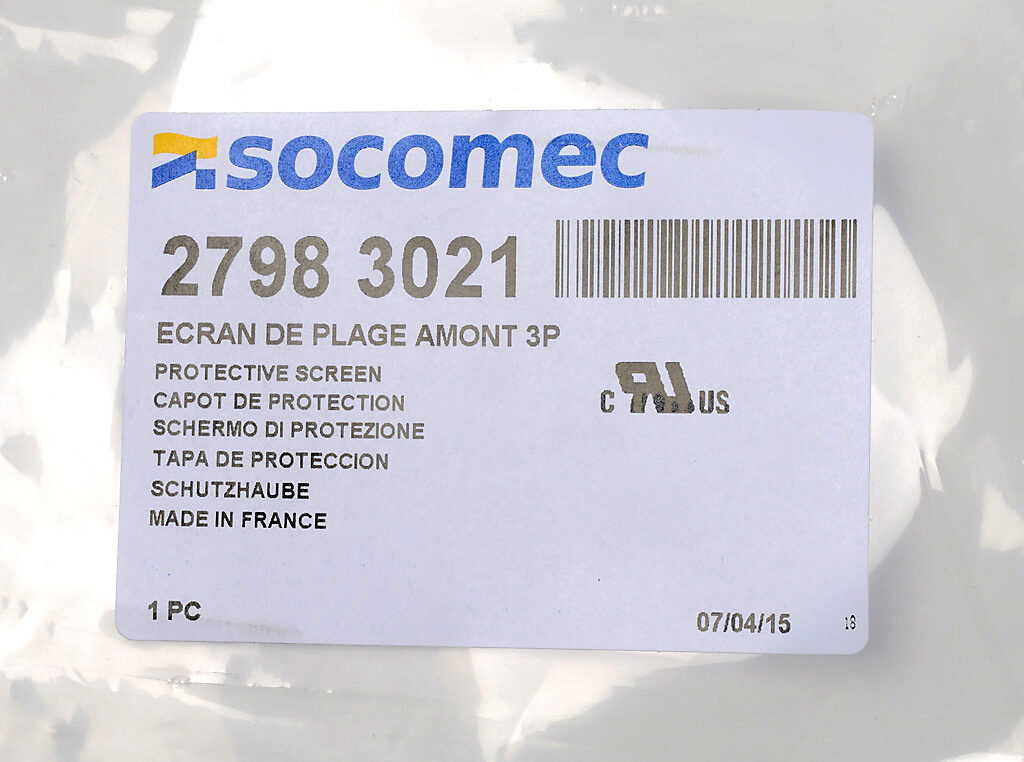 socomec
2798 3021
ECRAN DE PLAGE AMONT 3P
PROTECTIVE SCREEN
CAPOT DE PROTECTION
SCHERMO DI PROTEZIONE
TAPA DE PROTECCION
SCHUTZHAUBE
MADE IN FRANCE
C RU US
1 PC
07/04/15
18